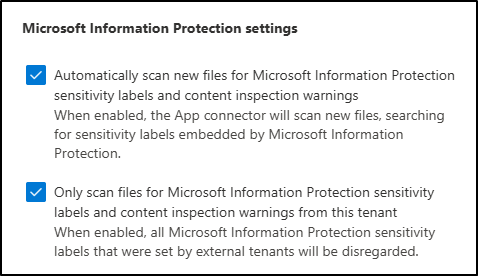 Microsoft Information Protection settings
Automatically scan new files for Microsoft Information Protection
sensitivity labels and content inspection warnings
When enabled, the App connector will scan new files, searching
for sensitivity labels embedded by Microsoft Information
Protection.
Only scan files for Microsoft Information Protection sensitivity
labels and content inspection warnings from this tenant
When enabled, all Microsoft Information Protection sensitivity
labels that were set by external tenants will be disregarded.